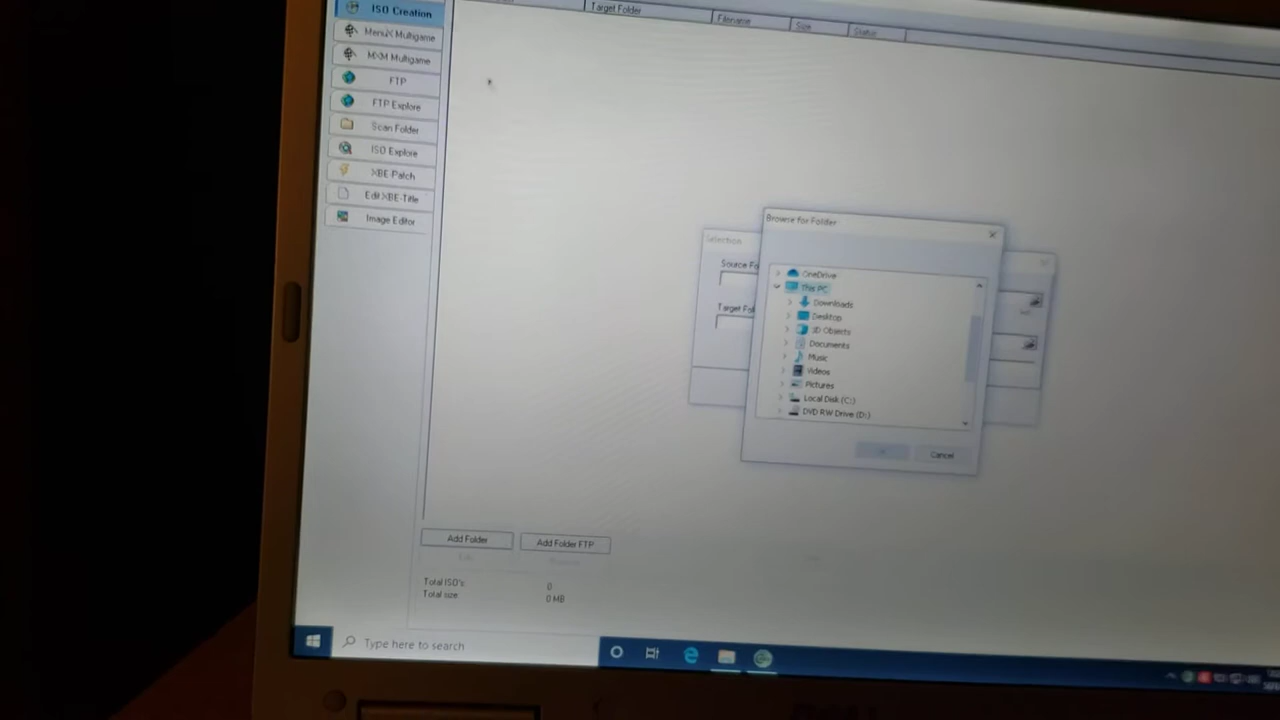 ISO Creation
Target Folder
Filename
Size
Status
MenuX Multigame
MXM Multigame
FTP
FTP Explore
Scan Folder
ISO Explore
XBE-Patch
Edit XBE-Title
Image Editor
Selection
Source Fo
Target Fol
Browse for Folder
OneDrive
This PC
Downloads
Desktop
3D Objects
Documents
Music
Videos
Pictures
Local Disk (C:)
DVD RW Drive (D:)
Cancel
Add Folder
Add Folder FTP
Total ISO's: 0
Total size 0 MB
Type here to search